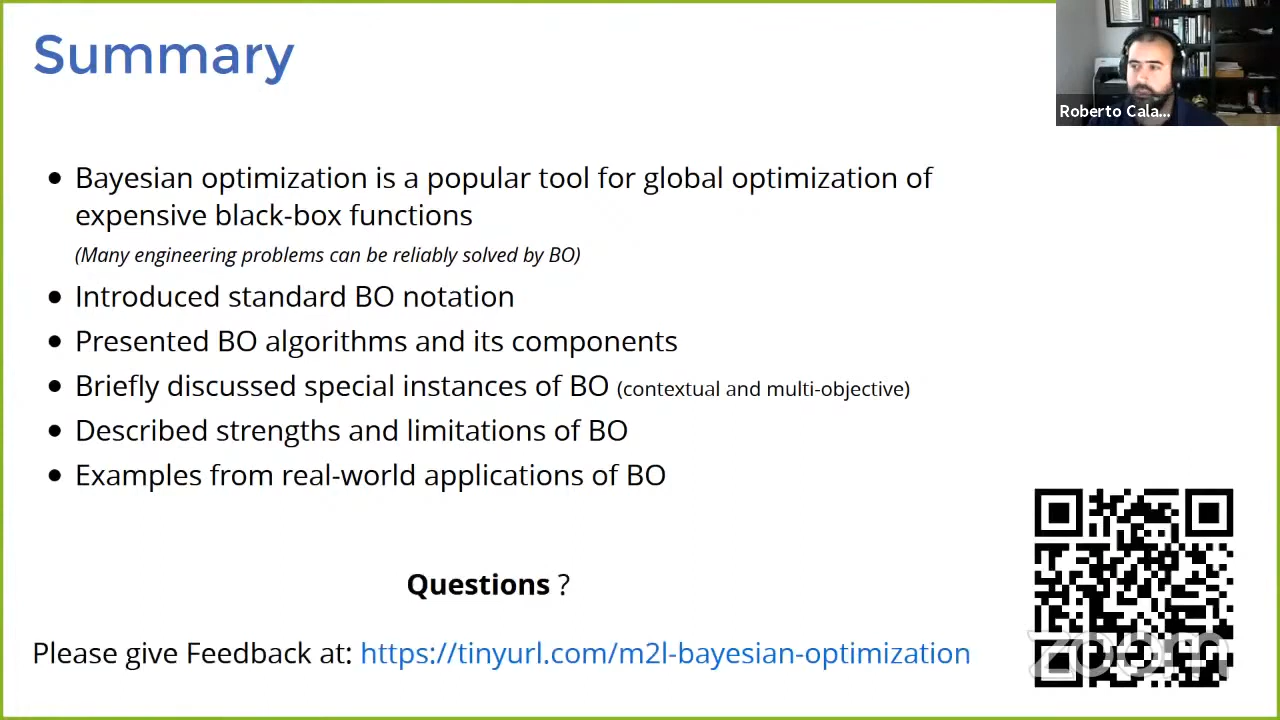 Summary
Roberto Cala...
• Bayesian optimization is a popular tool for global optimization of
expensive black-box functions
(Many engineering problems can be reliably solved by BO)
• Introduced standard BO notation
• Presented BO algorithms and its components
• Briefly discussed special instances of BO (contextual and multi-objective)
• Described strengths and limitations of BO
• Examples from real-world applications of BO
Questions ?
Please give Feedback at: https://tinyurl.com/m2l-bayesian-optimization
zoom